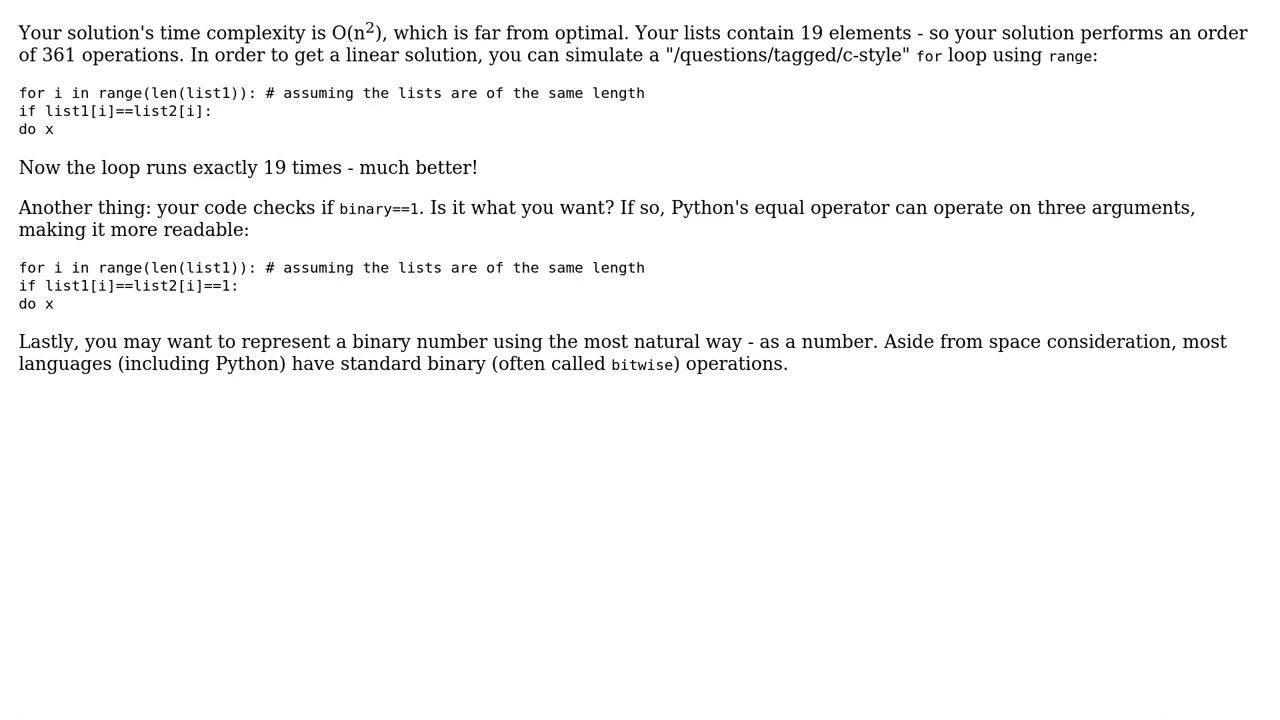 Your solution's time complexity is O(n2), which is far from optimal. Your lists contain 19 elements - so your solution performs an order
of 361 operations. In order to get a linear solution, you can simulate a "/questions/tagged/c-style" for loop using range:
for i in range(len(list1)): # assuming the lists are of the same length
if list1[i]==list2[i]:
do x
Now the loop runs exactly 19 times - much better!
Another thing: your code checks if binary==1. Is it what you want? If so, Python's equal operator can operate on three arguments,
making it more readable:
for i in range(len(list1)): # assuming the lists are of the same length
if list1[i]==list2[i]==1:
do x
Lastly, you may want to represent a binary number using the most natural way - as a number. Aside from space consideration, most
languages (including Python) have standard binary (often called bitwise) operations.